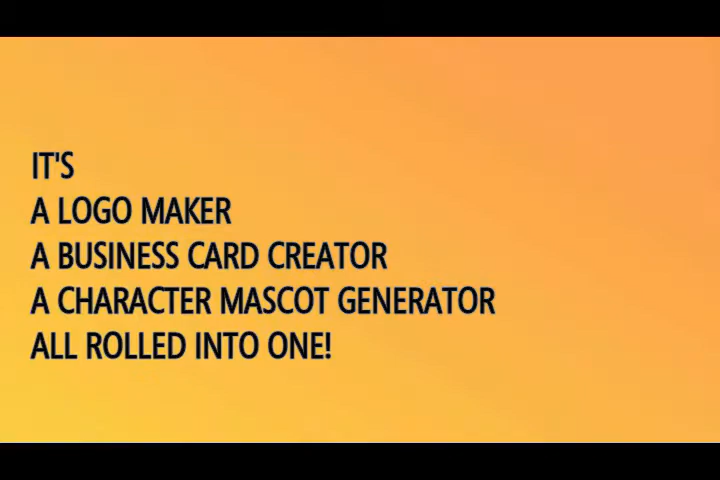 IT'S
A LOGO MAKER
A BUSINESS CARD CREATOR
A CHARACTER MASCOT GENERATOR
ALL ROLLED INTO ONE!